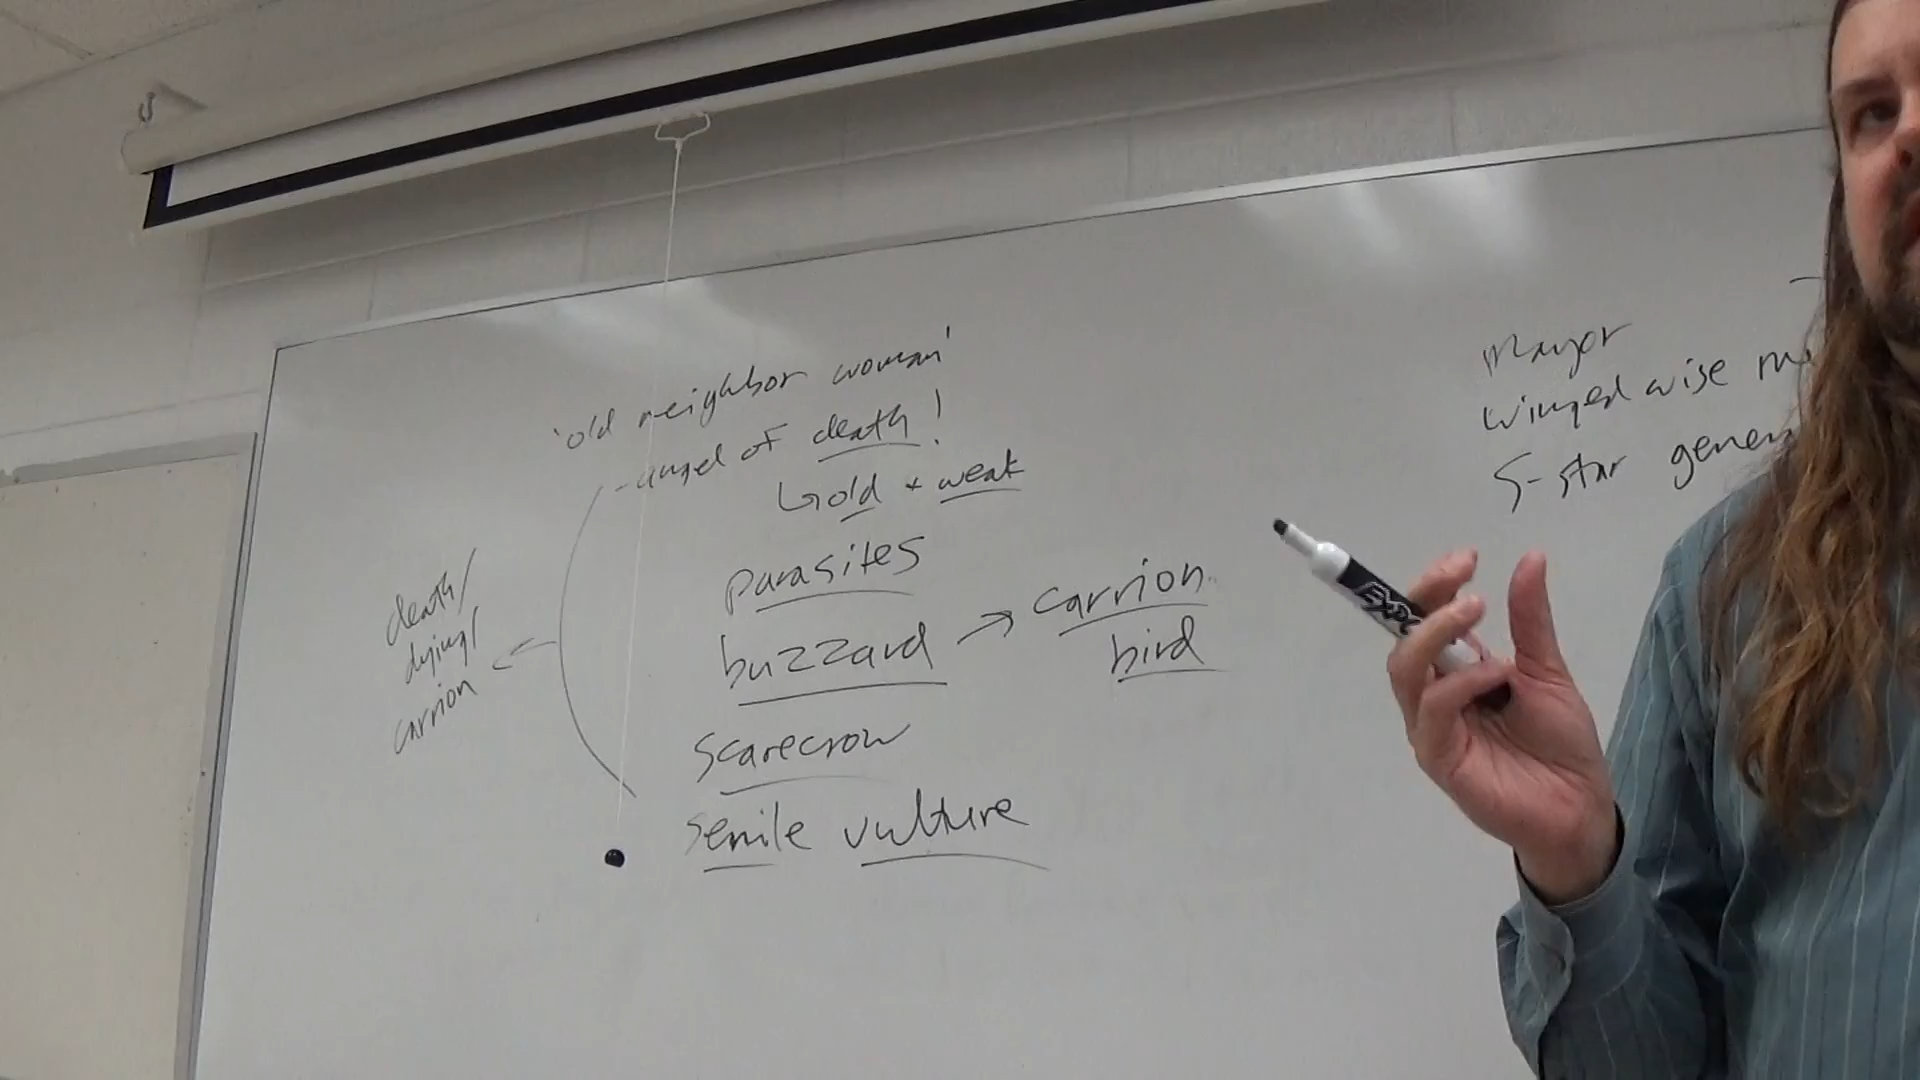 'old neighbor woman'
- angel of death!
↳ old + weak
parasites
buzzard → carrion
bird
scarecrow
senile vulture
death/
dying/
carrion
Mayor
winged wise
5-star
EXPO